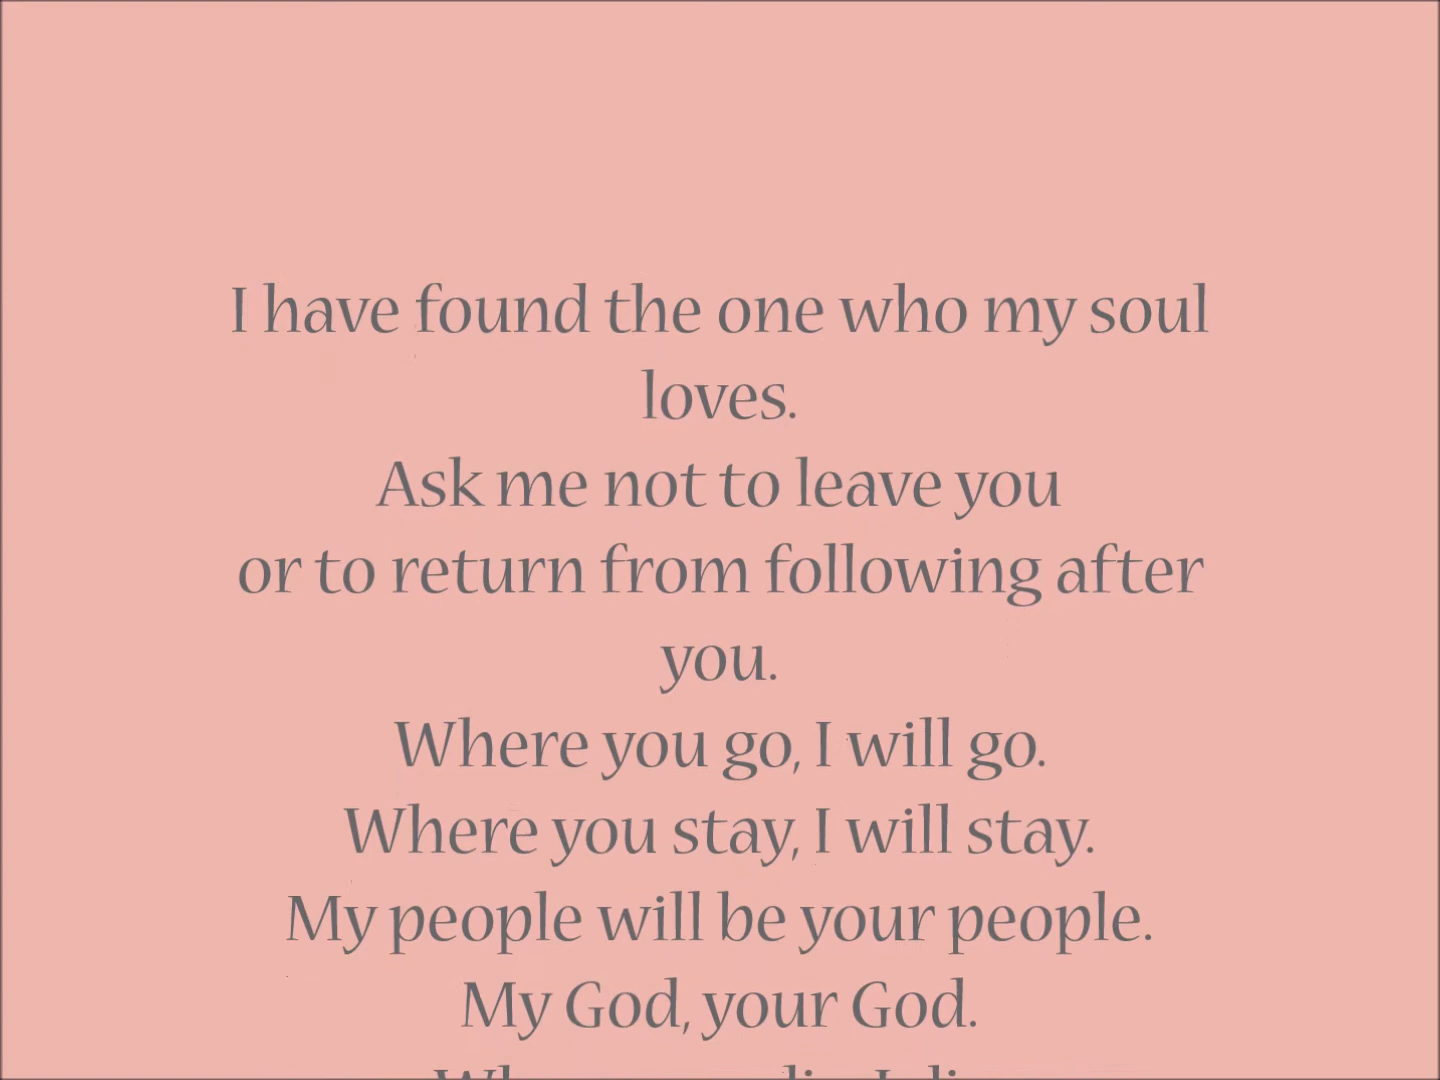 I have found the one who my soul
loves.
Ask me not to leave you
or to return from following after
you.
Where you go, I will go.
Where you stay, I will stay.
My people will be your people.
My God, your God.